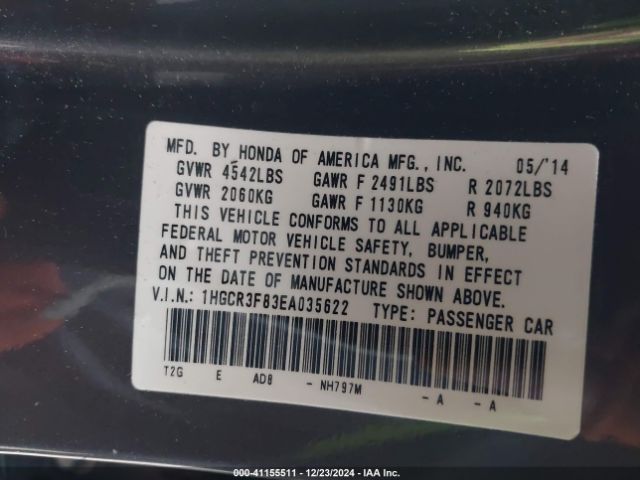 MFD. BY HONDA OF AMERICA MFG., INC. 05/'14
GVWR 4542LBS GAWR F 2491LBS R 2072LBS
GVWR 2060KG GAWR F 1130KG R 940KG
THIS VEHICLE CONFORMS TO ALL APPLICABLE
FEDERAL MOTOR VEHICLE SAFETY, BUMPER,
AND THEFT PREVENTION STANDARDS IN EFFECT
ON THE DATE OF MANUFACTURE SHOWN ABOVE.
V.I.N.: 1HGCR3F83EA035622 TYPE: PASSENGER CAR
T2G E AD8 - NH797M - A - A
000-41155511 - 12/23/2024 - IAA Inc.